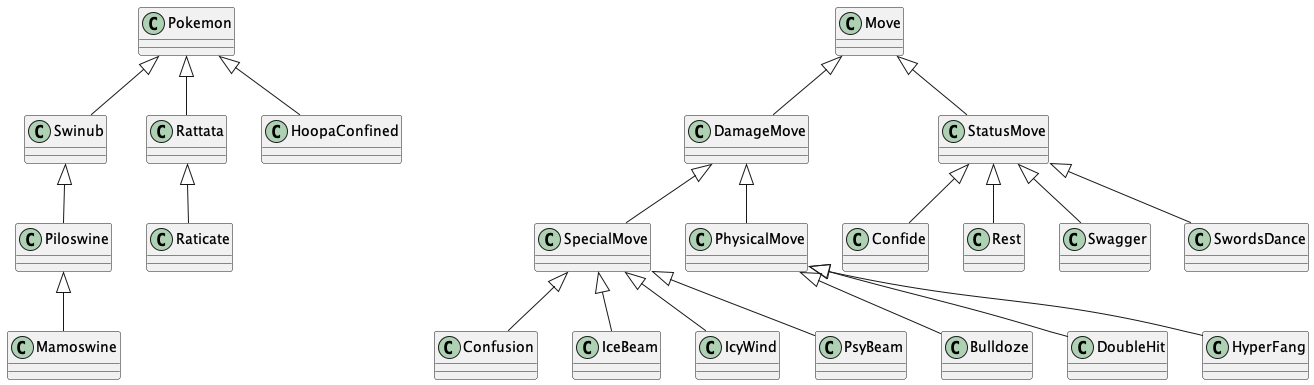 C Pokemon
C Move
C Swinub
C Rattata
C HoopaConfined
C DamageMove
C StatusMove
C Piloswine
C Raticate
C SpecialMove
C PhysicalMove
C Confide
C Rest
C Swagger
C SwordsDance
C Mamoswine
C Confusion
C IceBeam
C IcyWind
C PsyBeam
C Bulldoze
C DoubleHit
C HyperFang